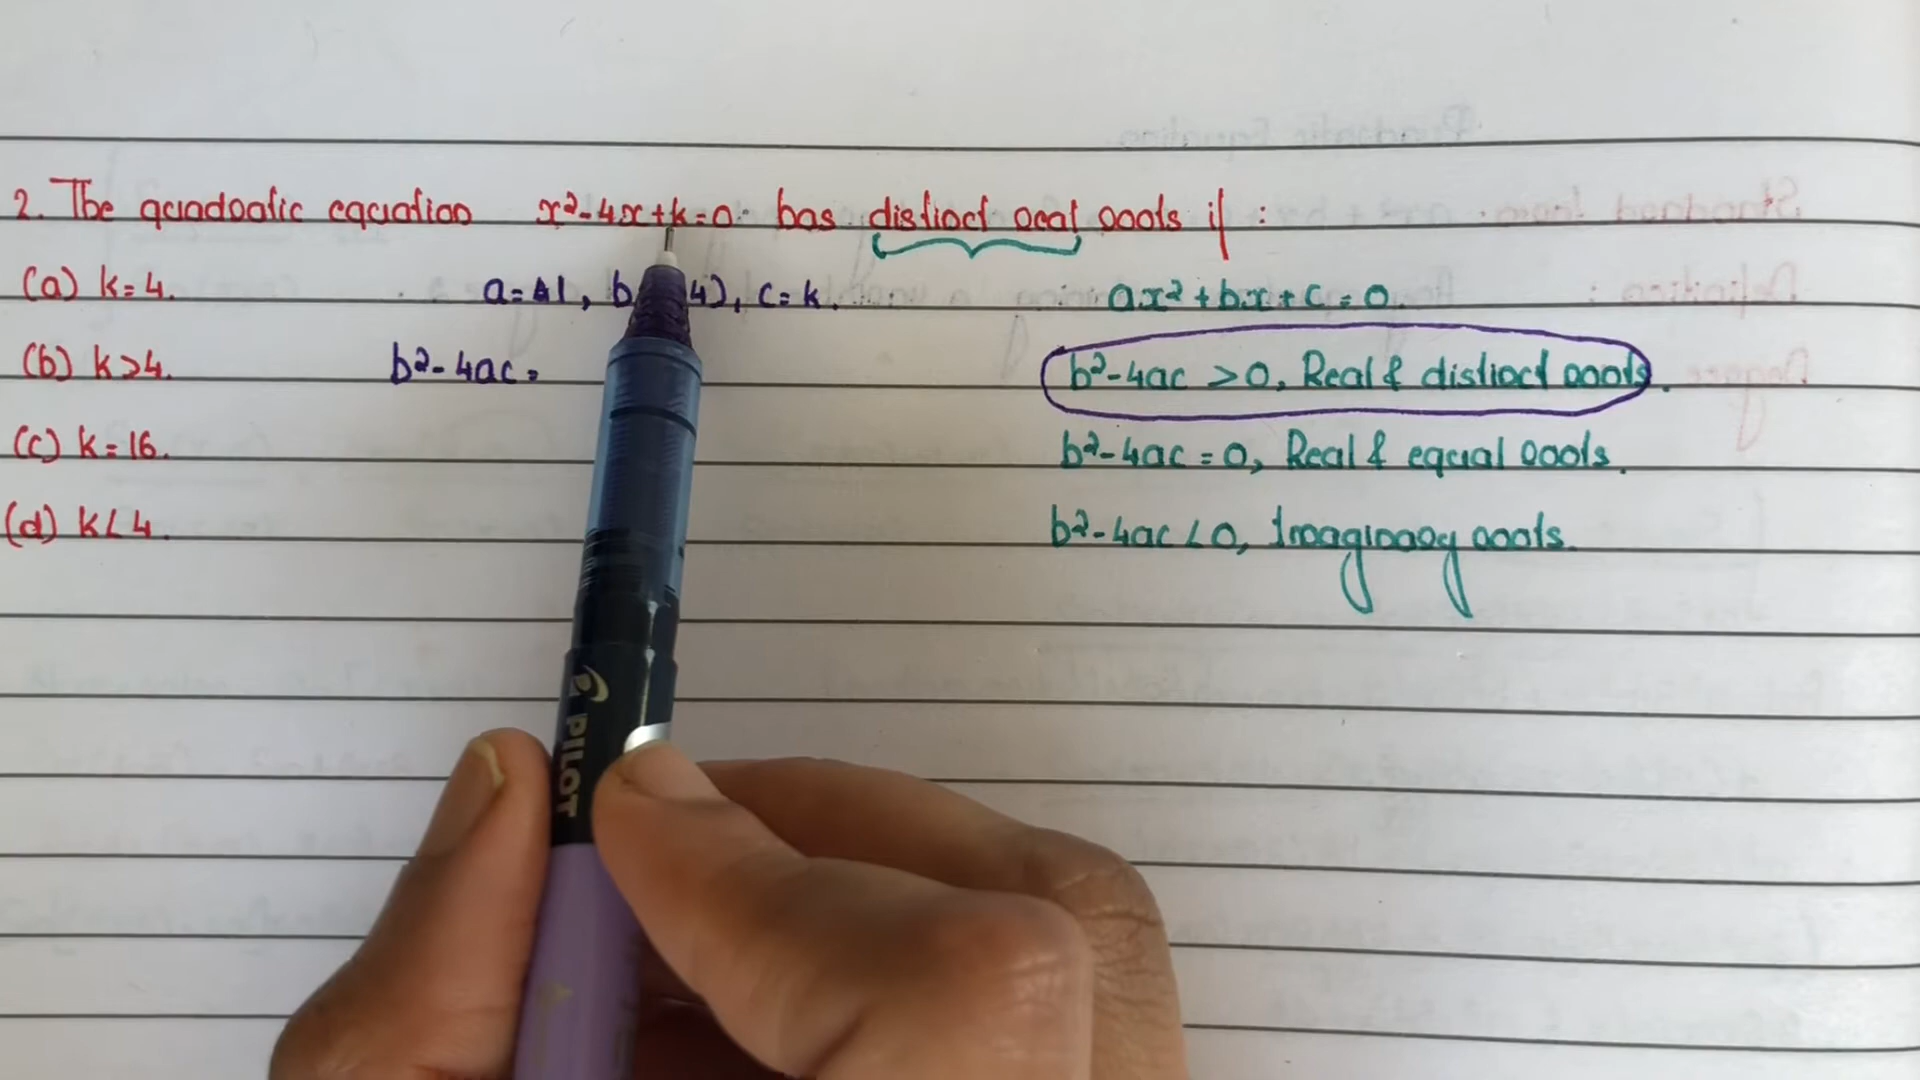 2. The quadratic equation x²-4x+k=0 has distinct real roots if :
(a) k=4. a=1, b 4), c=k. ax²+bx+c=0.
(b) k>4. b²-4ac= b²-4ac >0, Real & distinct roots.
(c) k=16. b²-4ac =0, Real & equal roots.
(d) k<4. b²-4ac <0, Imaginary roots.
PILOT